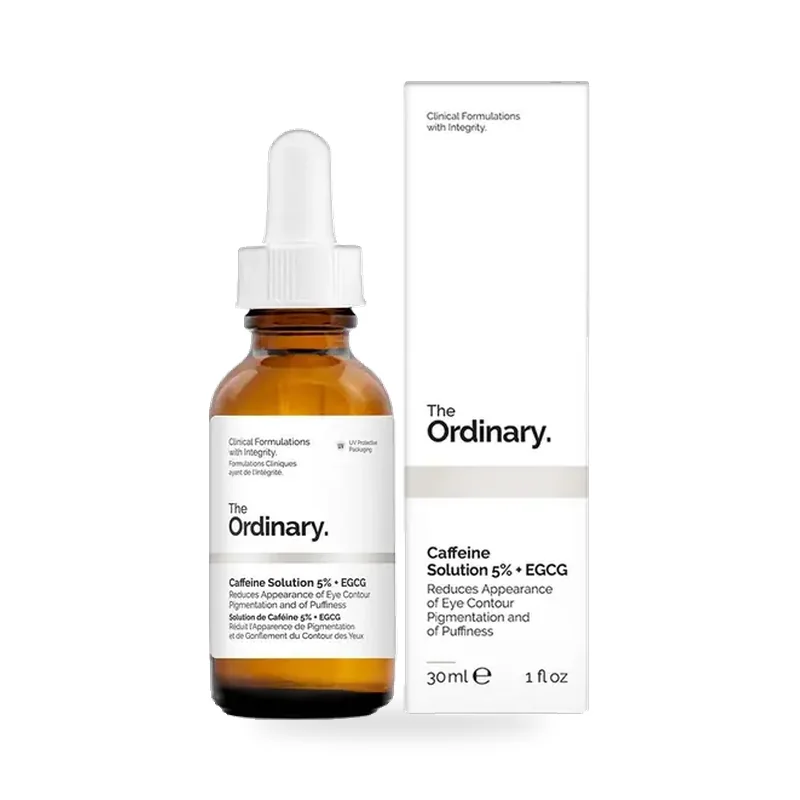 Clinical Formulations
with Integrity.
Formulations Cliniques
ayant de l'intégrité.
UV
UV Protective
Packaging
The
Ordinary.
Caffeine Solution 5% + EGCG
Reduces Appearance of Eye Contour
Pigmentation and of Puffiness
Solution de Caféine 5% + EGCG
Réduit l'Apparence de Pigmentation
et de Gonflement du Contour des Yeux
Clinical Formulations
with Integrity.
The
Ordinary.
Caffeine
Solution 5% + EGCG
Reduces Appearance
of Eye Contour
Pigmentation and
of Puffiness
30 ml ℮ 1 fl oz